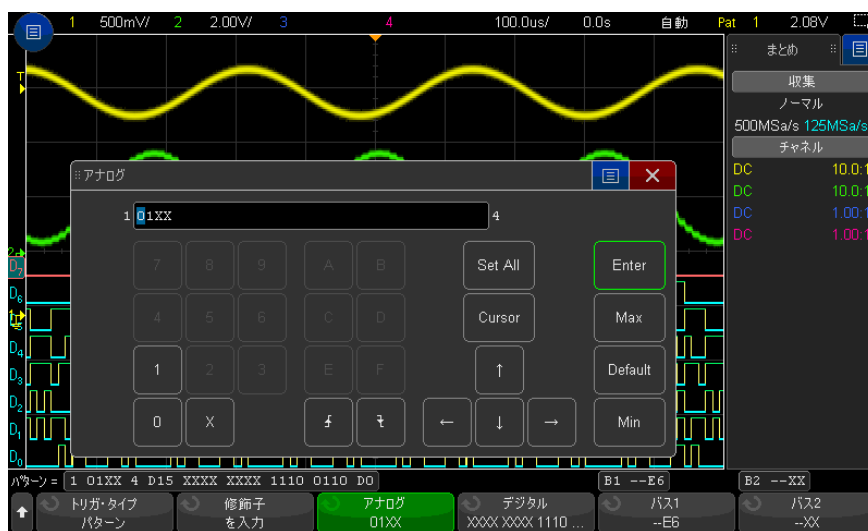 1 500mV/ 2 2.00V/ 3 4 100.0us/ 0.0s 自動 Pat 1 2.08V
まとめ
収集
ノーマル
500MSa/s 125MSa/s
チャネル
DC 10.0:1
DC 10.0:1
DC 1.00:1
DC 1.00:1
T
アナログ
1 01XX 4
7 8 9 A B Set All Enter
4 5 6 C D Cursor Max
1 2 3 E F ↑ Default
0 X ← ↓ → Min
2
D7
D6
D4
D3
D2
D1
D0
パターン = 1 01XX 4 D15 XXXX XXXX 1110 0110 D0 B1 --E6 B2 --XX
トリガ・タイプ
パターン
修飾子
を入力
アナログ
01XX
デジタル
XXXX XXXX 1110 ...
バス1
--E6
バス2
--XX